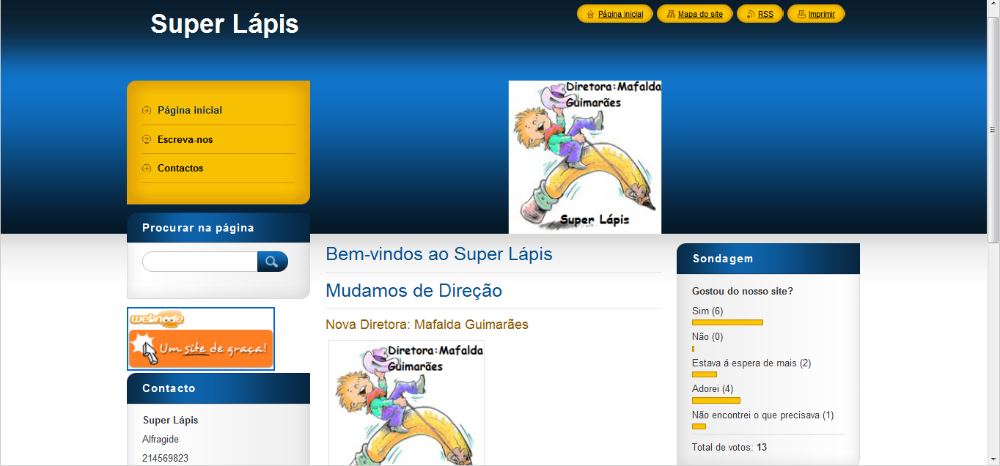 Super Lápis
Página inicial
Mapa do site
RSS
Imprimir
Página inicial
Escreva-nos
Contactos
Diretora:Mafalda
Guimarães
Super Lápis
Procurar na página
webnode
Um site de graça!
Contacto
Super Lápis
Alfragide
214569823
Bem-vindos ao Super Lápis
Mudamos de Direção
Nova Diretora: Mafalda Guimarães
Diretora:Mafalda
Guimarães
Sondagem
Gostou do nosso site?
Sim (6)
Não (0)
Estava á espera de mais (2)
Adorei (4)
Não encontrei o que precisava (1)
Total de votos: 13